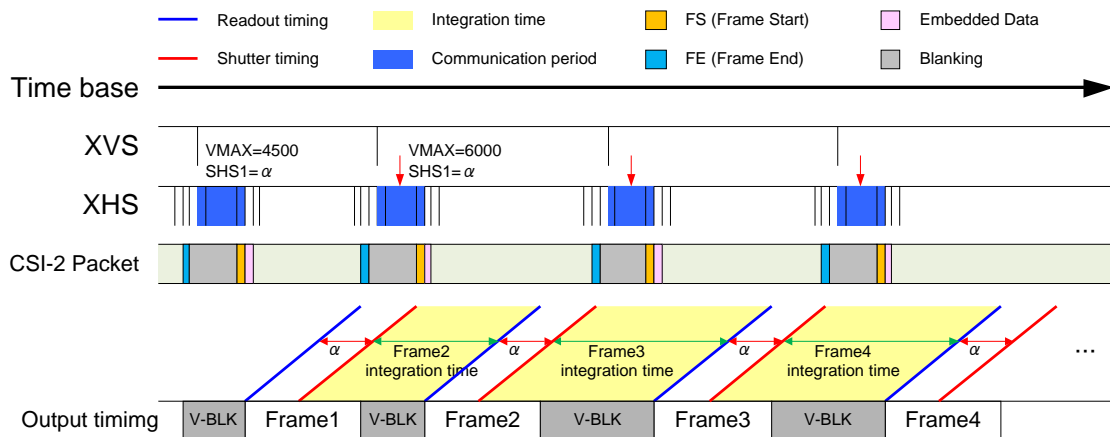 Readout timing
Integration time
FS (Frame Start)
Embedded Data
Shutter timing
Communication period
FE (Frame End)
Blanking
Time base
XVS
VMAX=4500
SHS1= α
VMAX=6000
SHS1= α
XHS
CSI-2 Packet
α
Frame2
integration time
α
Frame3
integration time
α
Frame4
integration time
α
...
Output timimg
V-BLK
Frame1
V-BLK
Frame2
V-BLK
Frame3
V-BLK
Frame4